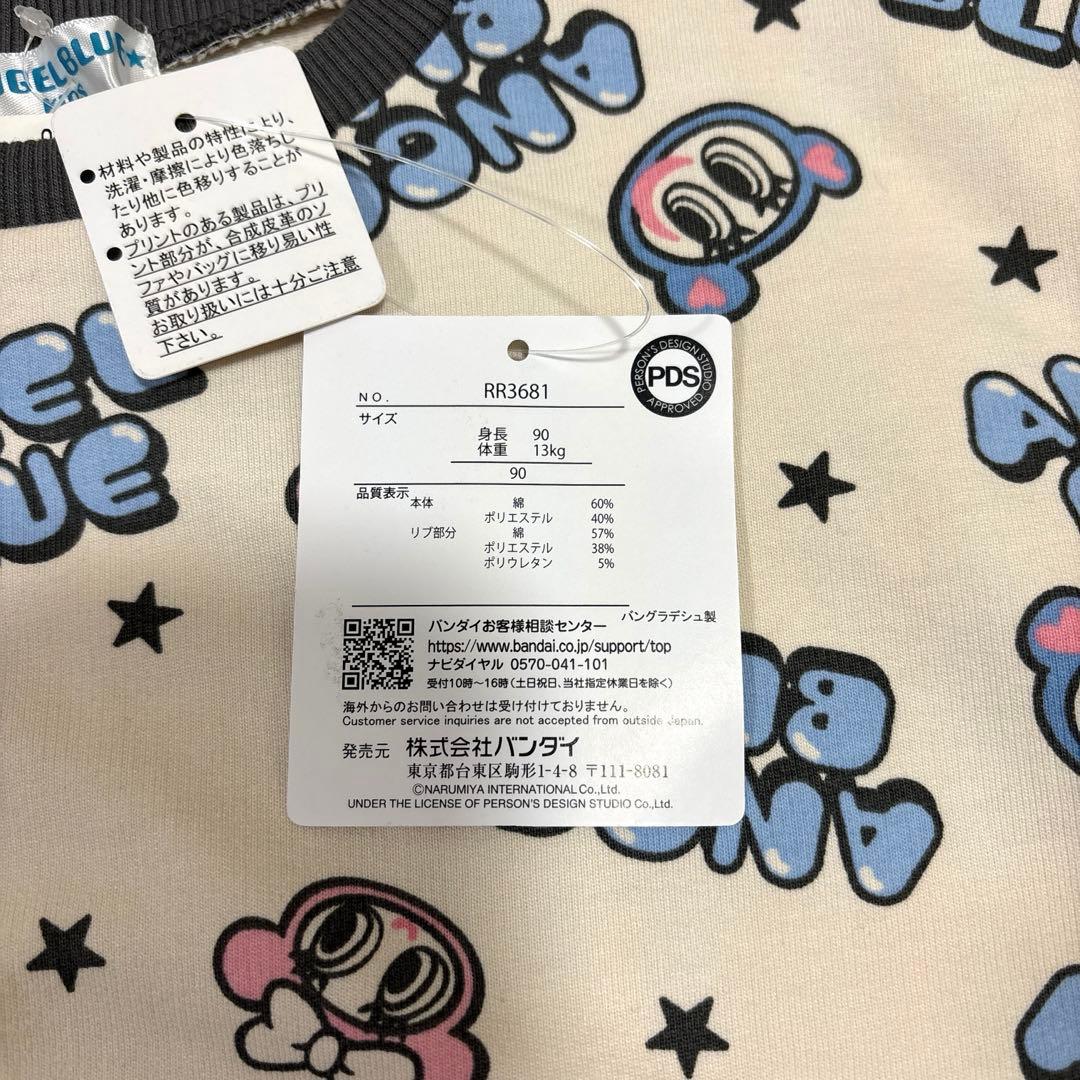 ●材料や製品の特性により、
洗濯・摩擦により色落ちし
たり他に色移りすることが
あります。
●プリントのある製品は、プリ
ント部分が、合成皮革のソ
ファやバッグに移り易い性
質があります。
お取り扱いには十分ご注意
下さい。
PERSON'S DESIGN STUDIO
PDS
APPROVED
NO. RR3681
サイズ
身長 90
体重 13kg
90
品質表示
本体 綿 60%
ポリエステル 40%
リブ部分 綿 57%
ポリエステル 38%
ポリウレタン 5%
バングラデシュ製
バンダイお客様相談センター
https://www.bandai.co.jp/support/top
ナビダイヤル 0570-041-101
受付10時～16時(土日祝日、当社指定休業日を除く)
海外からのお問い合わせは受け付けておりません。
Customer service inquiries are not accepted from outside Japan.
発売元 株式会社バンダイ
東京都台東区駒形1-4-8 〒111-8081
©NARUMIYA INTERNATIONAL Co.,Ltd.
UNDER THE LICENSE OF PERSON'S DESIGN STUDIO Co.,Ltd.